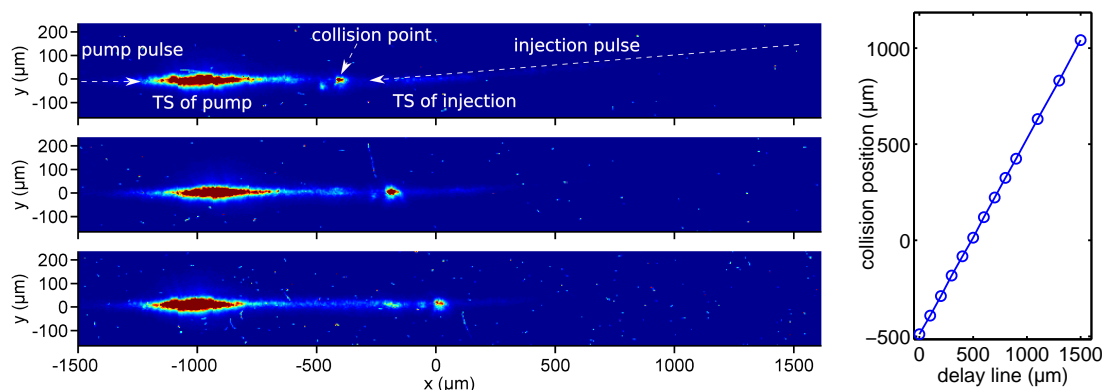 200
100
0
-100
y (µm)
pump pulse
collision point
injection pulse
TS of pump
TS of injection
200
100
0
-100
y (µm)
200
100
0
-100
y (µm)
-1500
-1000
-500
0
500
1000
1500
x (µm)
1000
500
0
−500
collision position (µm)
0
500
1000
1500
delay line (µm)